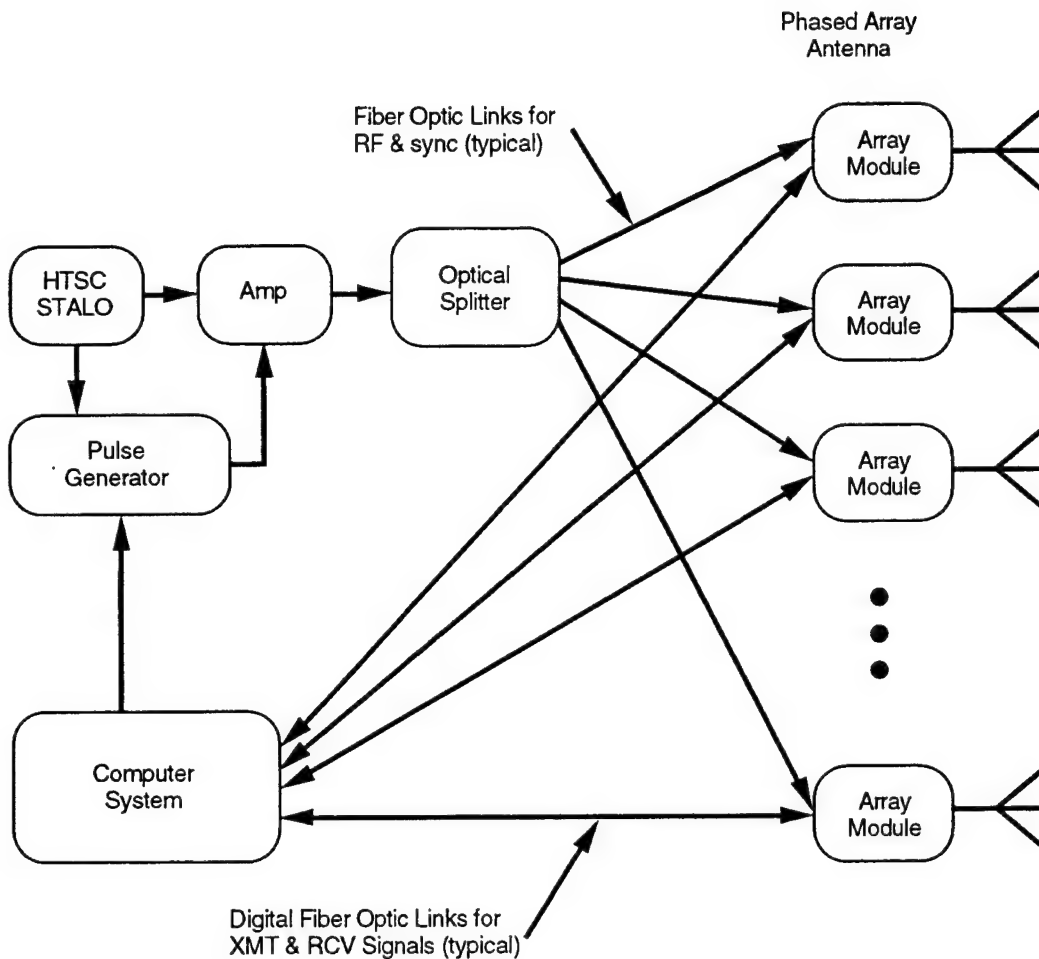 Phased Array
Antenna
Fiber Optic Links for
RF & sync (typical)
Array
Module
HTSC
STALO
Amp
Optical
Splitter
Array
Module
Pulse
Generator
Array
Module
Computer
System
Array
Module
Digital Fiber Optic Links for
XMT & RCV Signals (typical)